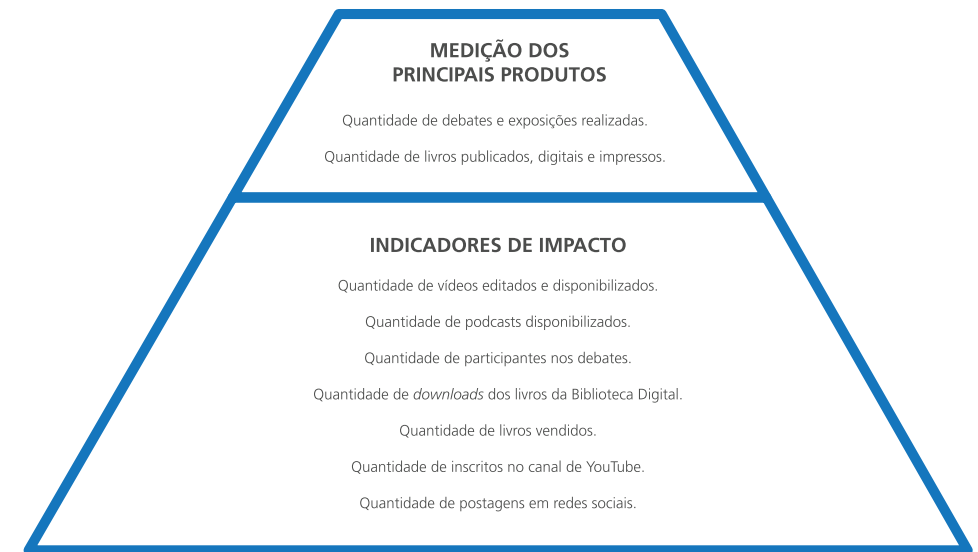 MEDIÇÃO DOS
PRINCIPAIS PRODUTOS
Quantidade de debates e exposições realizadas.
Quantidade de livros publicados, digitais e impressos.
INDICADORES DE IMPACTO
Quantidade de vídeos editados e disponibilizados.
Quantidade de podcasts disponibilizados.
Quantidade de participantes nos debates.
Quantidade de downloads dos livros da Biblioteca Digital.
Quantidade de livros vendidos.
Quantidade de inscritos no canal de YouTube.
Quantidade de postagens em redes sociais.